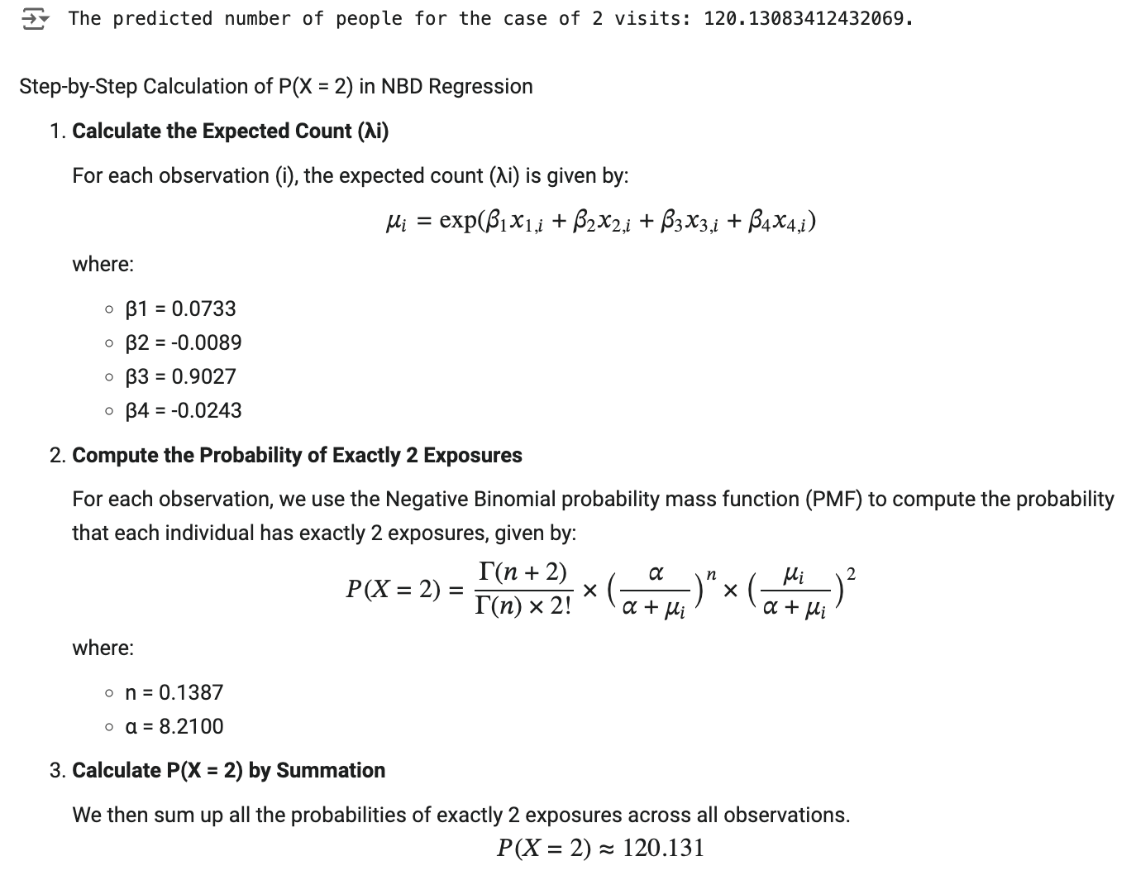 The predicted number of people for the case of 2 visits: 120.13083412432069.
Step-by-Step Calculation of P(X = 2) in NBD Regression
1. Calculate the Expected Count (λi)
For each observation (i), the expected count (λi) is given by:
μᵢ = exp(β₁x₁,ᵢ + β₂x₂,ᵢ + β₃x₃,ᵢ + β₄x₄,ᵢ)
where:
◦ β1 = 0.0733
◦ β2 = -0.0089
◦ β3 = 0.9027
◦ β4 = -0.0243
2. Compute the Probability of Exactly 2 Exposures
For each observation, we use the Negative Binomial probability mass function (PMF) to compute the probability
that each individual has exactly 2 exposures, given by:
P(X = 2) = Γ(n + 2) / (Γ(n) × 2!) × (α / (α + μᵢ))ⁿ × (μᵢ / (α + μᵢ))²
where:
◦ n = 0.1387
◦ α = 8.2100
3. Calculate P(X = 2) by Summation
We then sum up all the probabilities of exactly 2 exposures across all observations.
P(X = 2) ≈ 120.131